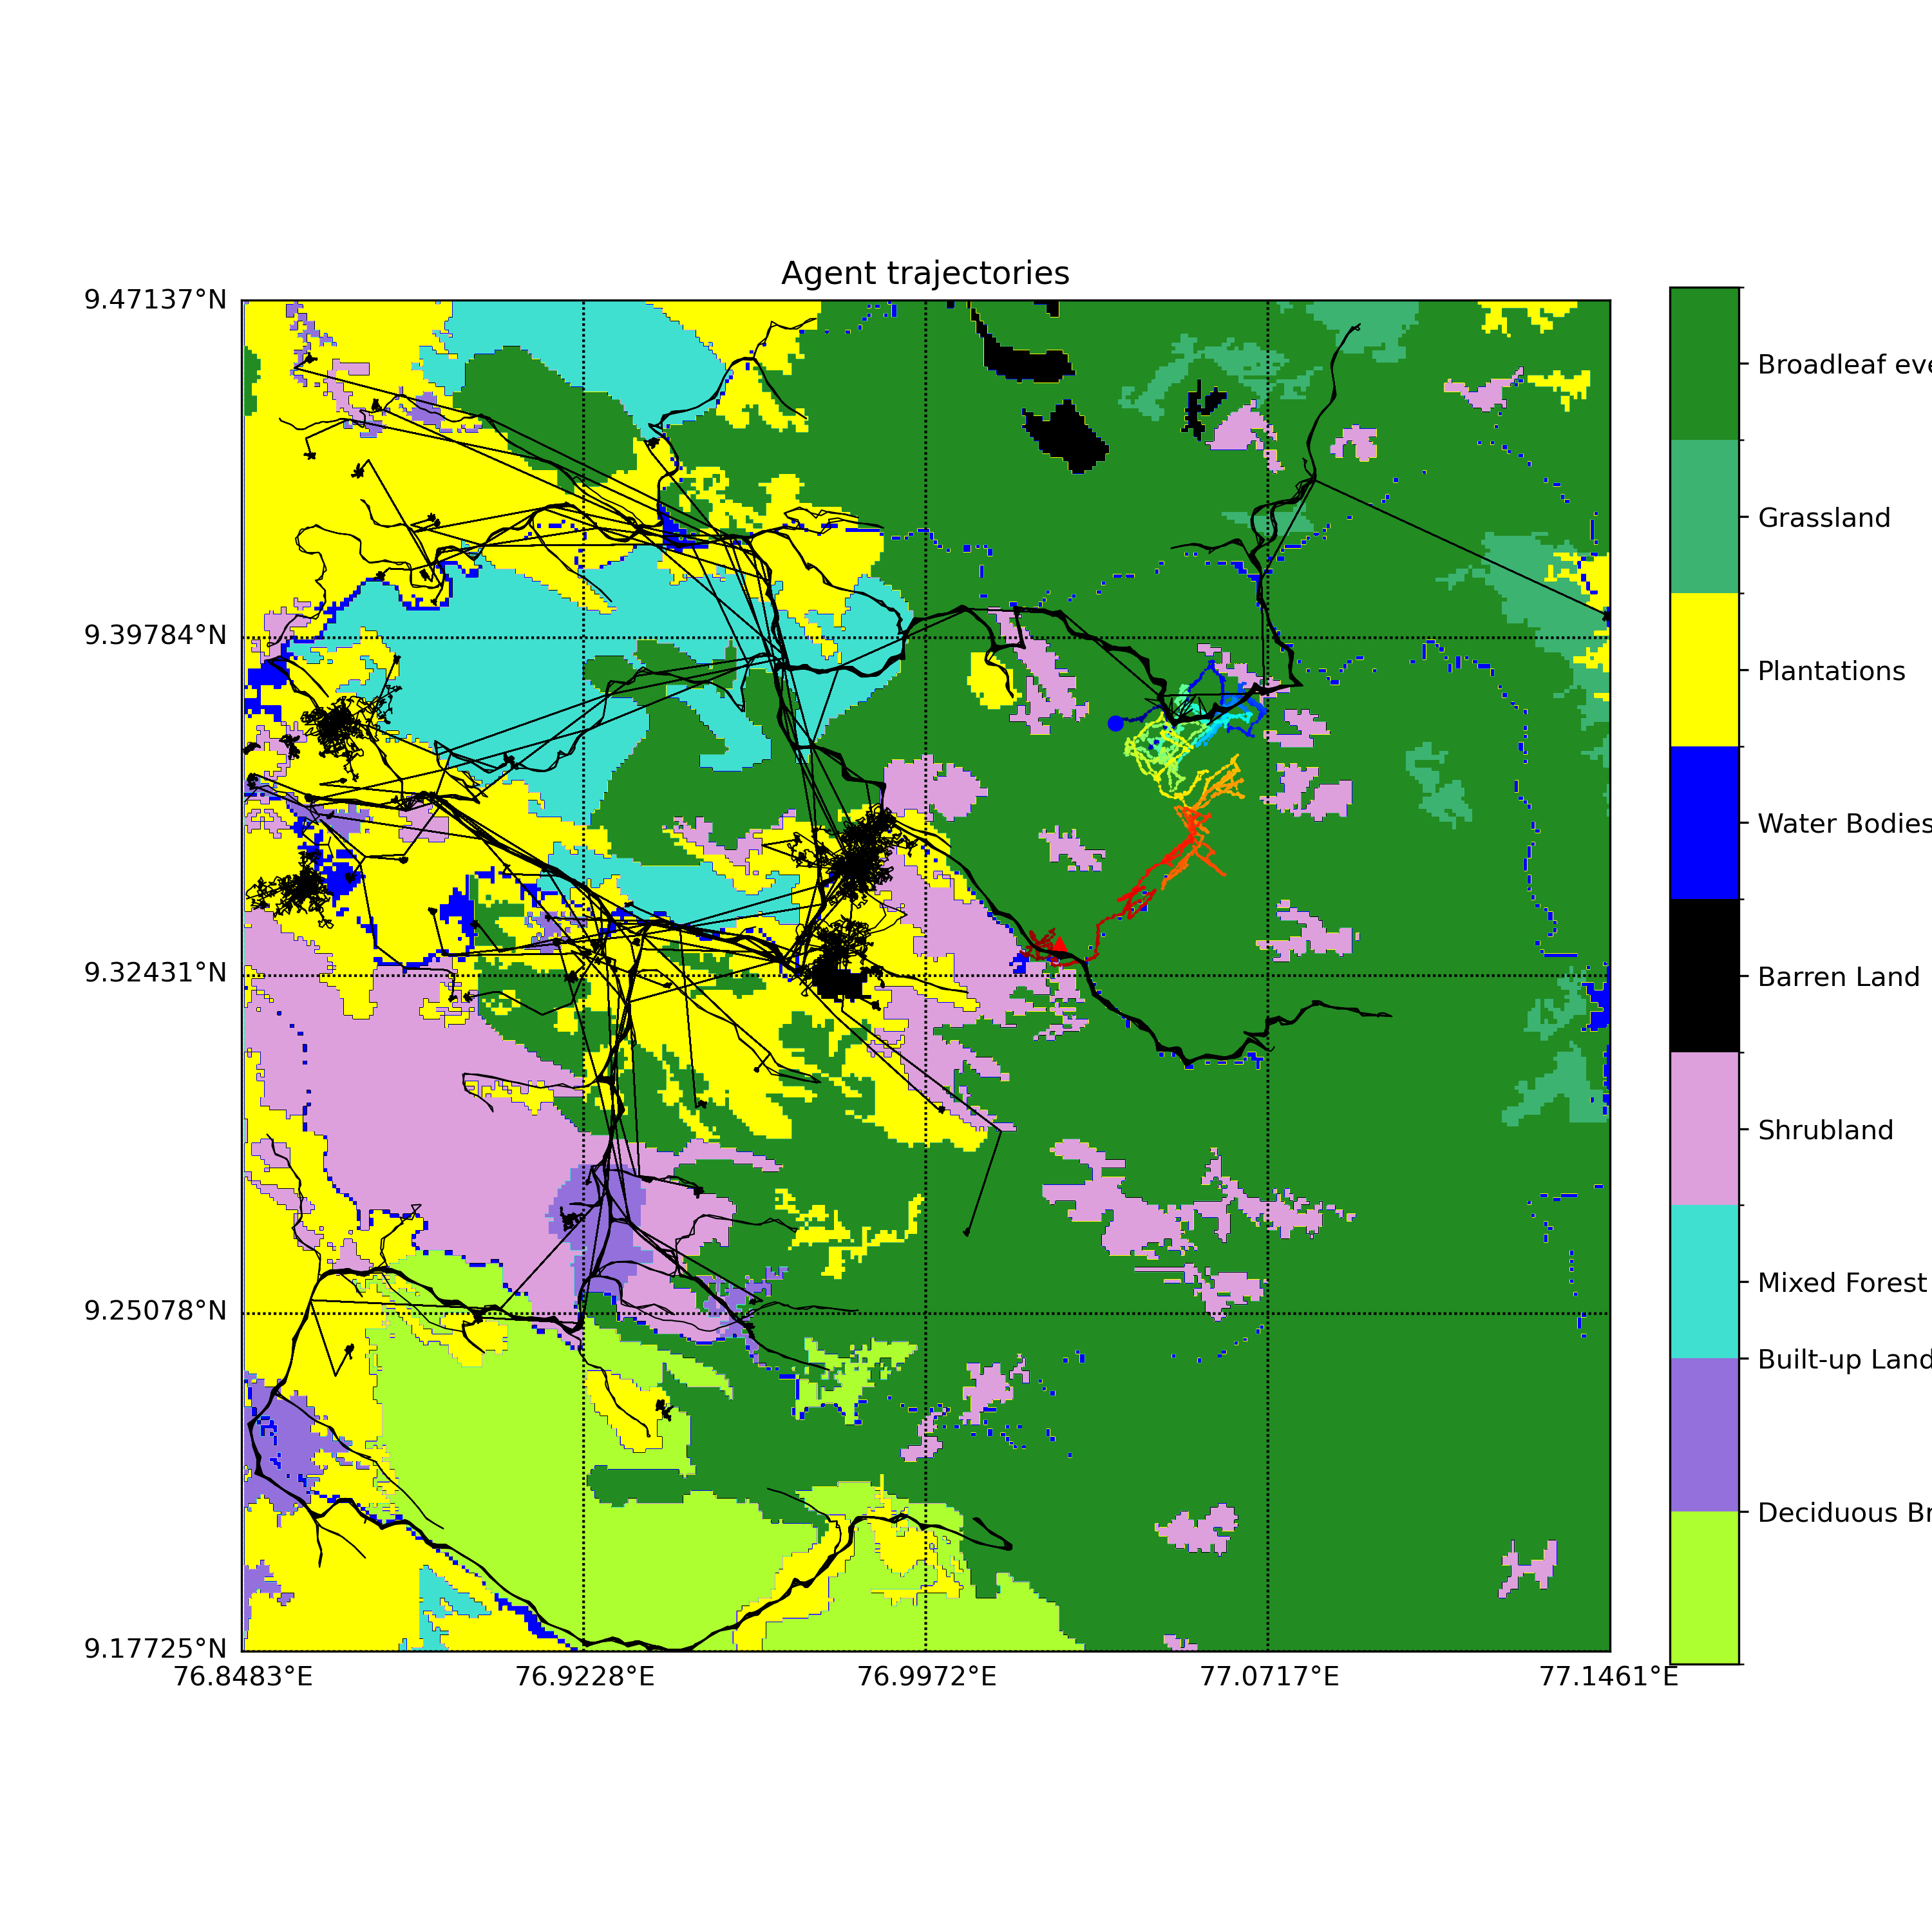 Agent trajectories
9.47137°N
9.39784°N
9.32431°N
9.25078°N
9.17725°N
76.8483°E
76.9228°E
76.9972°E
77.0717°E
77.1461°E
Broadleaf eve
Grassland
Plantations
Water Bodies
Barren Land
Shrubland
Mixed Forest
Built-up Land
Deciduous Br